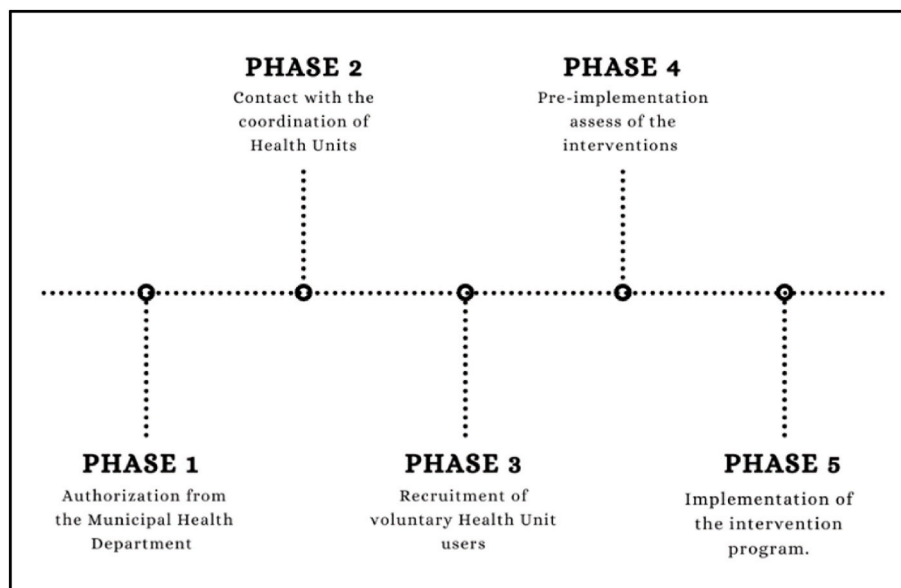 PHASE 1
Authorization from
the Municipal Health
Department
PHASE 2
Contact with the
coordination of
Health Units
PHASE 3
Recruitment of
voluntary Health Unit
users
PHASE 4
Pre-implementation
assess of the
interventions
PHASE 5
Implementation of
the intervention
program.